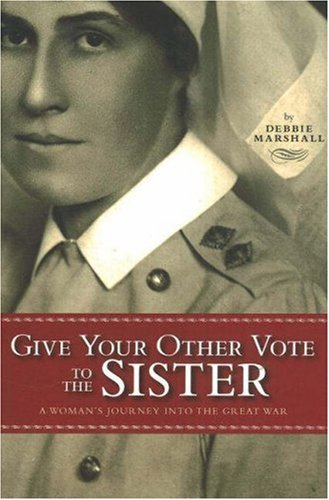 by
DEBBIE
MARSHALL
GIVE YOUR OTHER VOTE
TO THE SISTER
A WOMAN'S JOURNEY INTO THE GREAT WAR